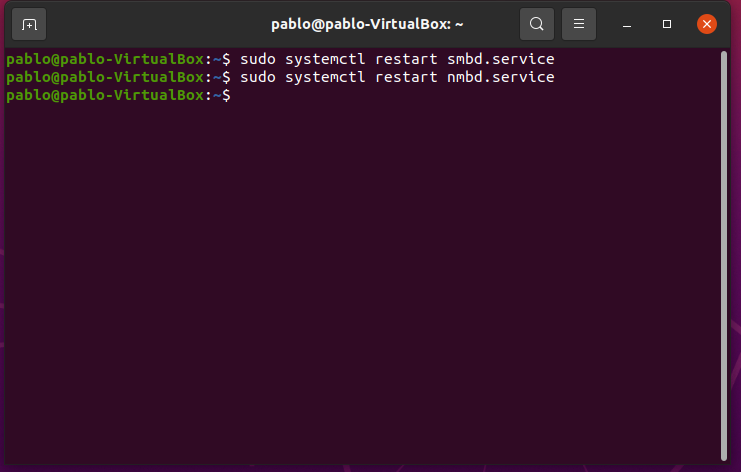 pablo@pablo-VirtualBox: ~
pablo@pablo-VirtualBox:~$ sudo systemctl restart smbd.service
pablo@pablo-VirtualBox:~$ sudo systemctl restart nmbd.service
pablo@pablo-VirtualBox:~$